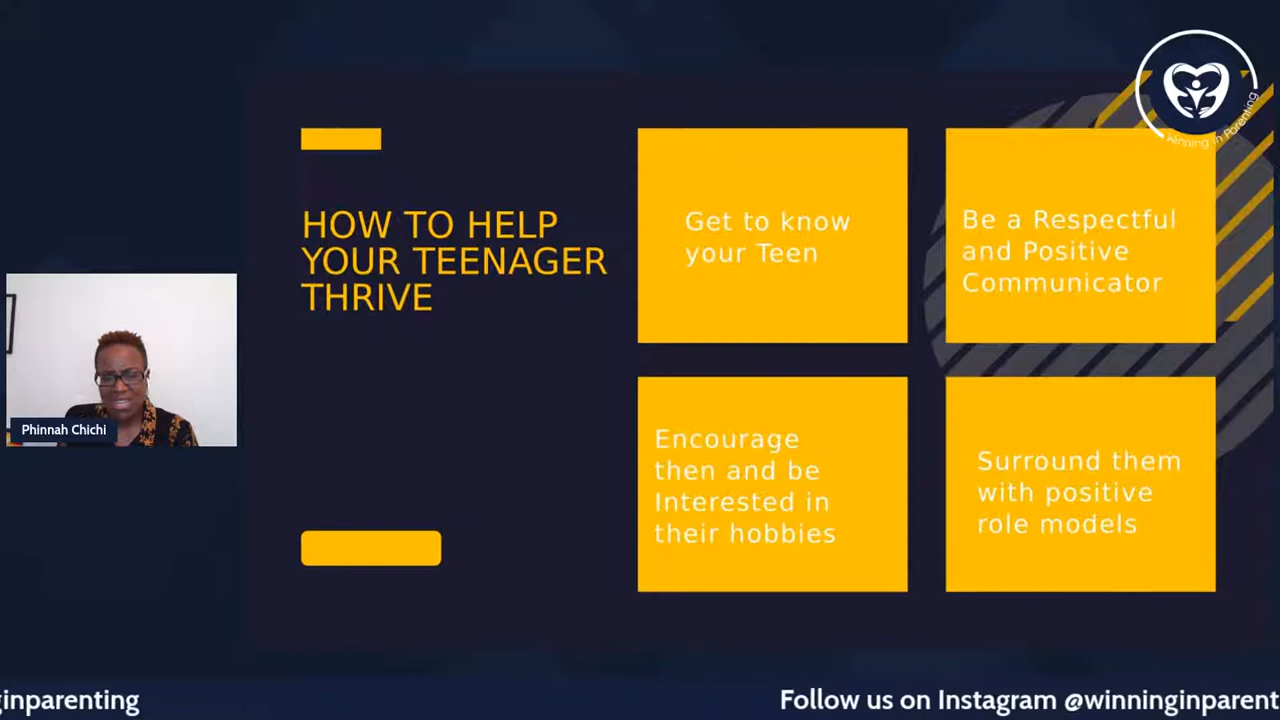 Winning in Parenting
HOW TO HELP
YOUR TEENAGER
THRIVE
Get to know
your Teen
Be a Respectful
and Positive
Communicator
Encourage
then and be
Interested in
their hobbies
Surround them
with positive
role models
Phinnah Chichi
ginparenting
Follow us on Instagram @winninginparent